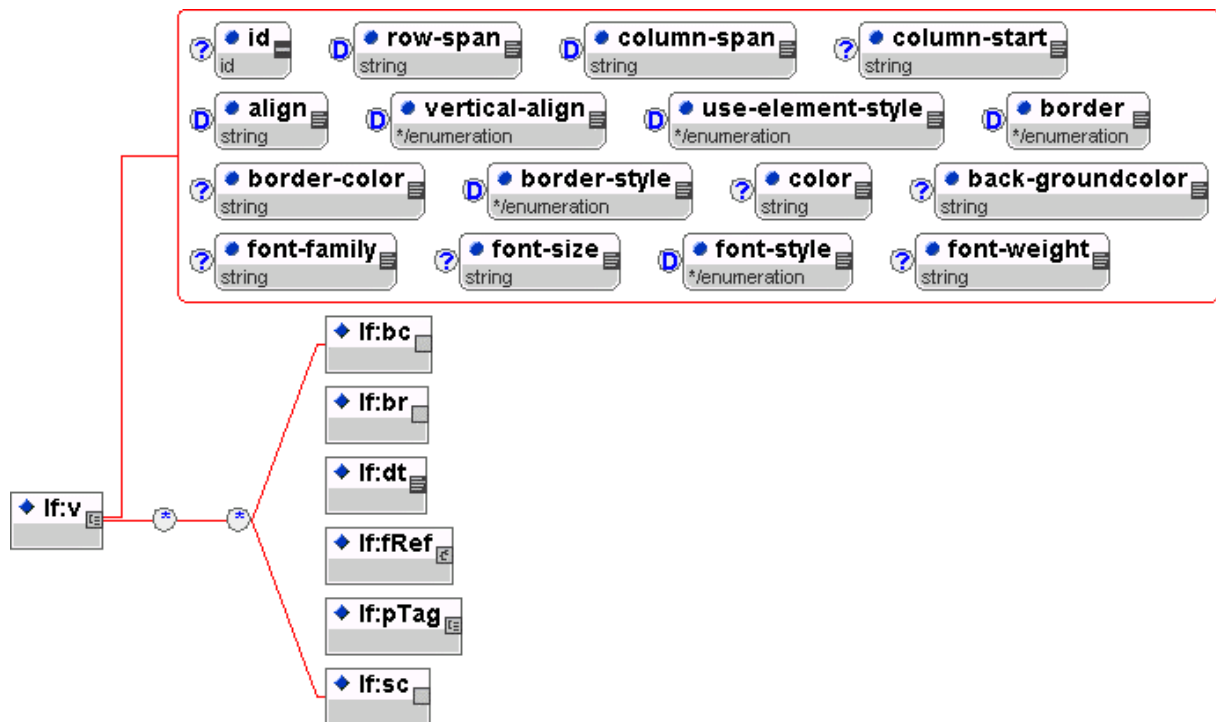 ? id D row-span D column-span ? column-start
id string string string
D align D vertical-align D use-element-style D border
string */enumeration */enumeration */enumeration
? border-color D border-style ? color ? back-groundcolor
string */enumeration string string
? font-family ? font-size D font-style ? font-weight
string string */enumeration string
lf:bc
lf:br
lf:dt
lf:v * *
lf:fRef
lf:pTag
lf:sc